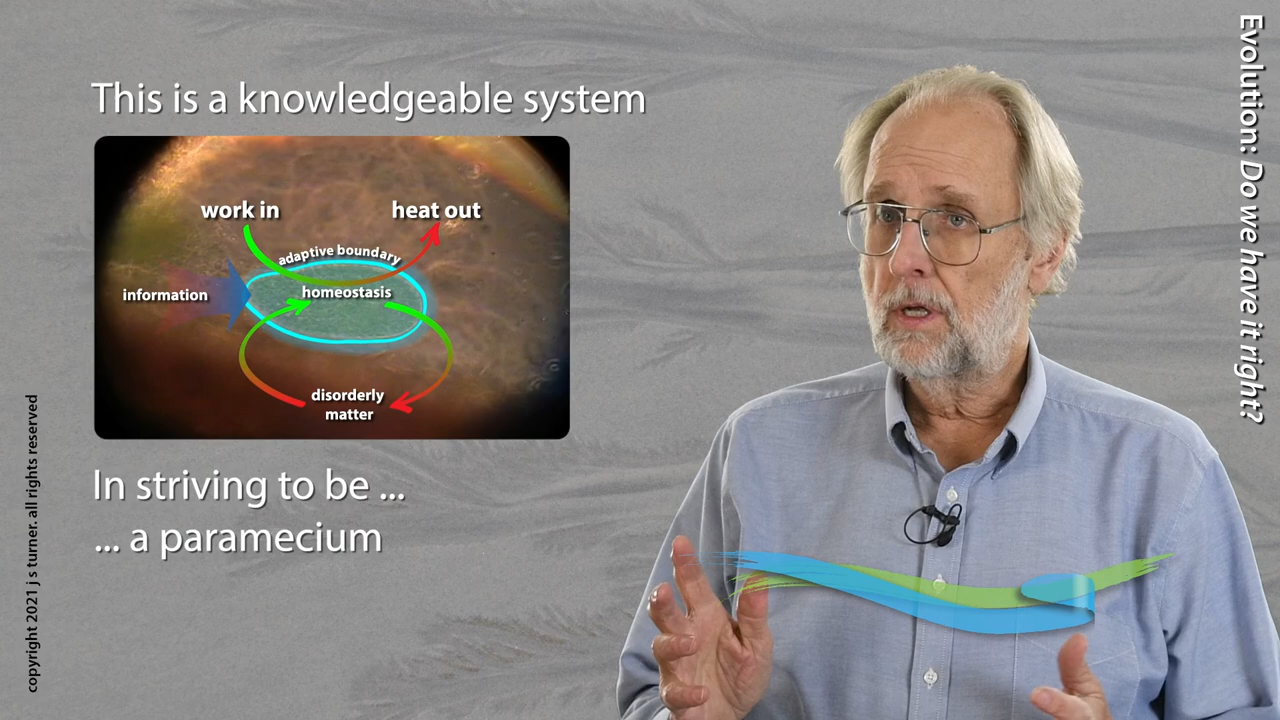 This is a knowledgeable system
work in
heat out
adaptive boundary
information
homeostasis
disorderly
matter
In striving to be ...
... a paramecium
Evolution: Do we have it right?
copyright 2021 j s turner. all rights reserved